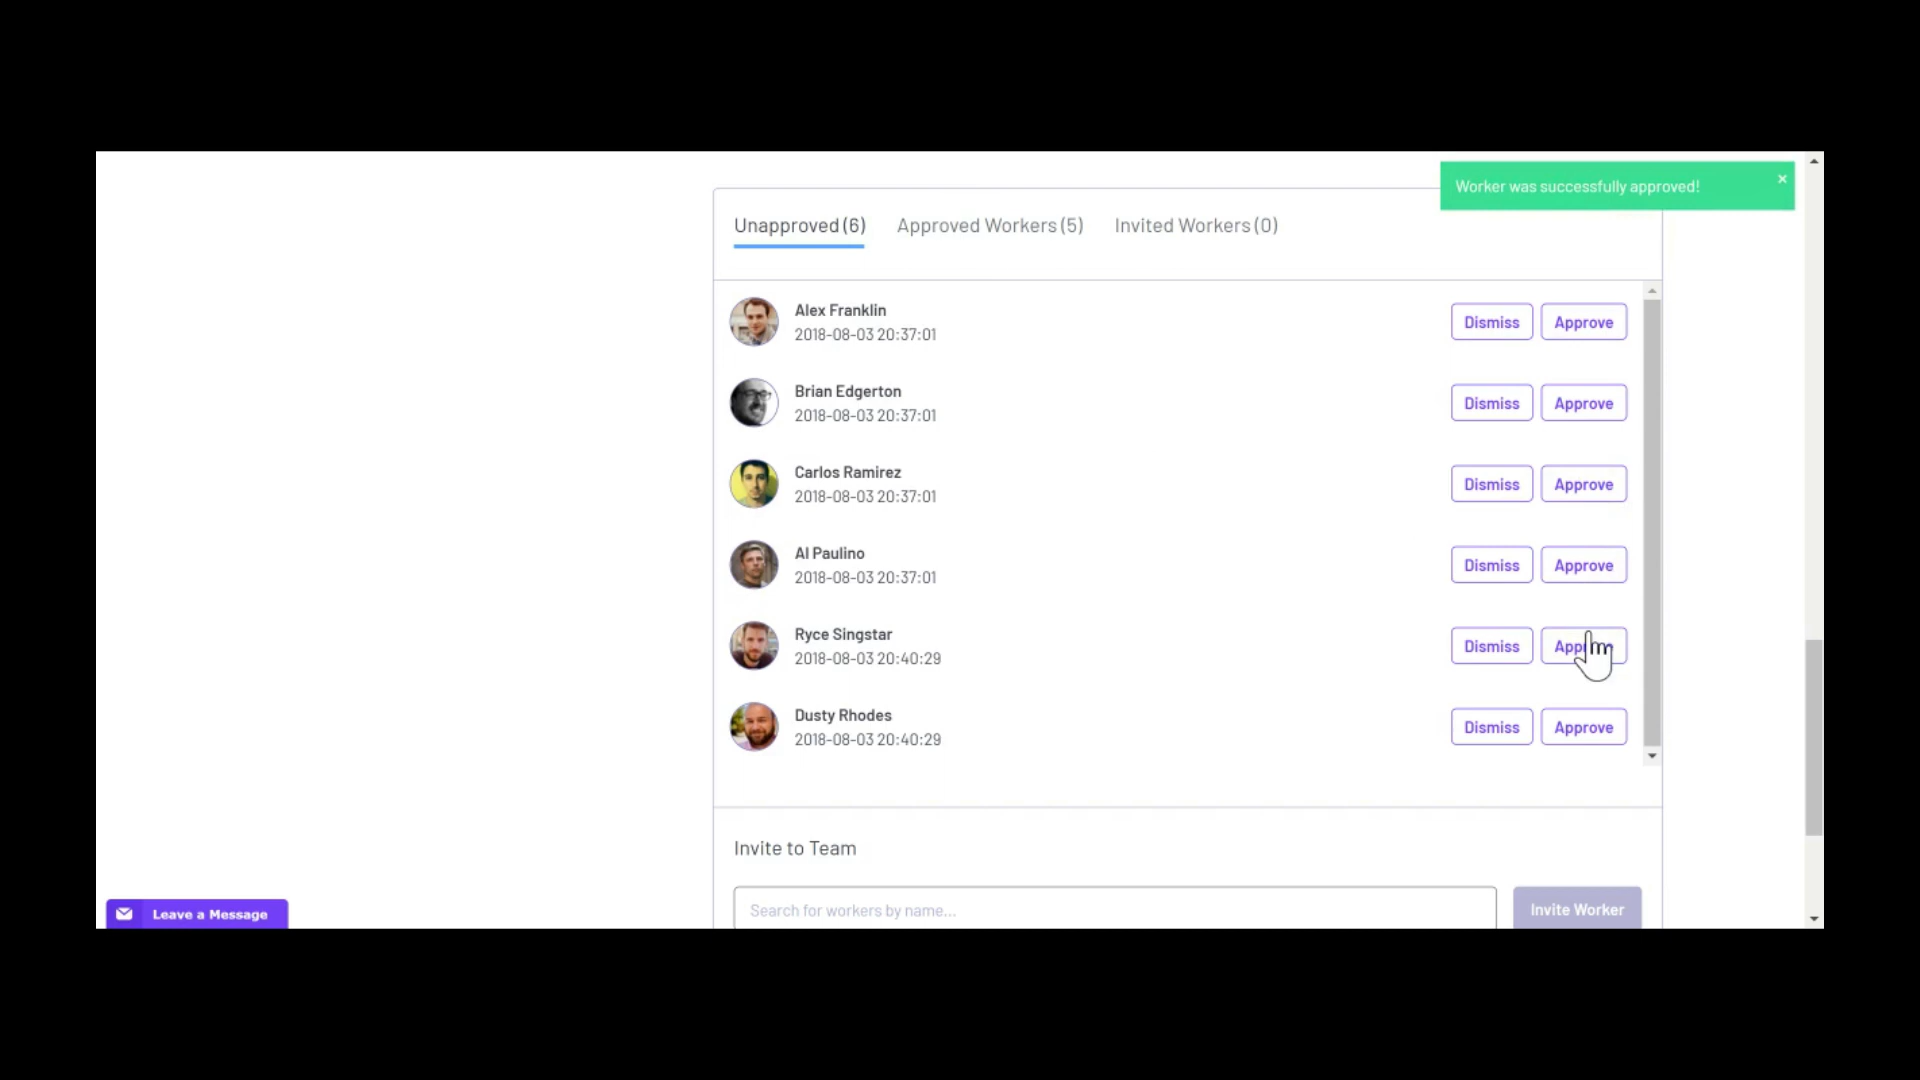 Worker was successfully approved! ×
Unapproved (6) Approved Workers (5) Invited Workers (0)
Alex Franklin
2018-08-03 20:37:01
Dismiss Approve
Brian Edgerton
2018-08-03 20:37:01
Dismiss Approve
Carlos Ramirez
2018-08-03 20:37:01
Dismiss Approve
Al Paulino
2018-08-03 20:37:01
Dismiss Approve
Ryce Singstar
2018-08-03 20:40:29
Dismiss
Dusty Rhodes
2018-08-03 20:40:29
Dismiss Approve
Invite to Team
Search for workers by name...
Invite Worker
Leave a Message